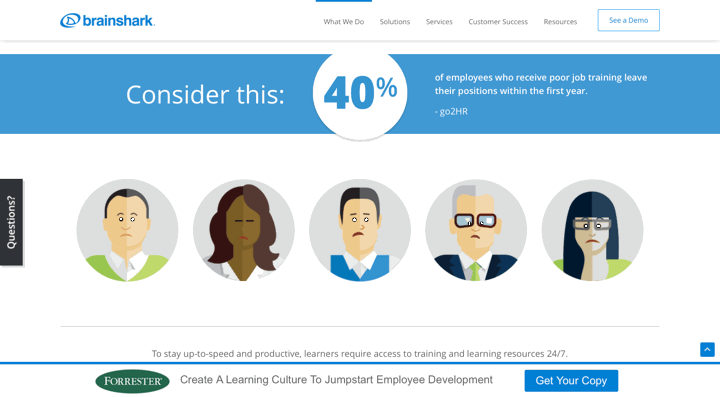 brainshark.
What We Do
Solutions
Services
Customer Success
Resources
See a Demo
Consider this:
40%
of employees who receive poor job training leave
their positions within the first year.
- go2HR
Questions?
To stay up-to-speed and productive, learners require access to training and learning resources 24/7.
FORRESTER®
Create A Learning Culture To Jumpstart Employee Development
Get Your Copy